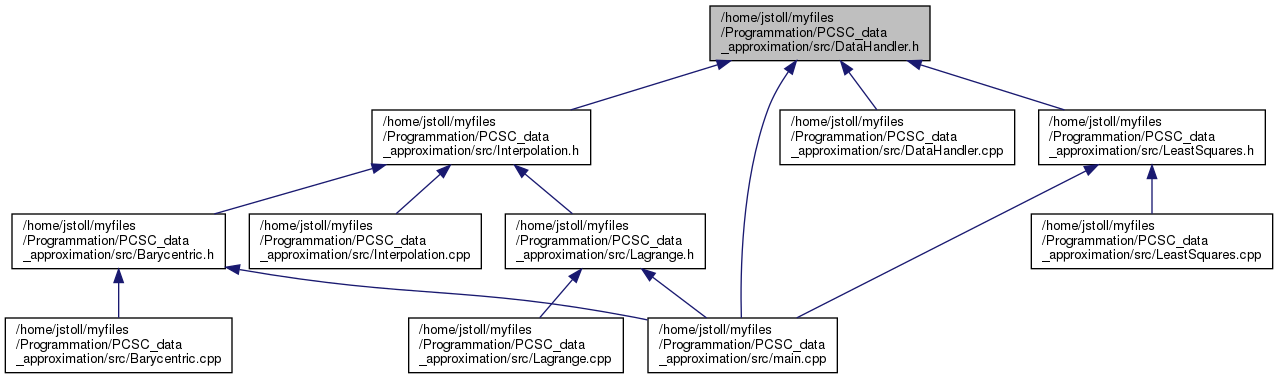 /home/jstoll/myfiles
/Programmation/PCSC_data
_approximation/src/DataHandler.h
/home/jstoll/myfiles
/Programmation/PCSC_data
_approximation/src/Interpolation.h
/home/jstoll/myfiles
/Programmation/PCSC_data
_approximation/src/DataHandler.cpp
/home/jstoll/myfiles
/Programmation/PCSC_data
_approximation/src/LeastSquares.h
/home/jstoll/myfiles
/Programmation/PCSC_data
_approximation/src/Barycentric.h
/home/jstoll/myfiles
/Programmation/PCSC_data
_approximation/src/Interpolation.cpp
/home/jstoll/myfiles
/Programmation/PCSC_data
_approximation/src/Lagrange.h
/home/jstoll/myfiles
/Programmation/PCSC_data
_approximation/src/LeastSquares.cpp
/home/jstoll/myfiles
/Programmation/PCSC_data
_approximation/src/Barycentric.cpp
/home/jstoll/myfiles
/Programmation/PCSC_data
_approximation/src/Lagrange.cpp
/home/jstoll/myfiles
/Programmation/PCSC_data
_approximation/src/main.cpp